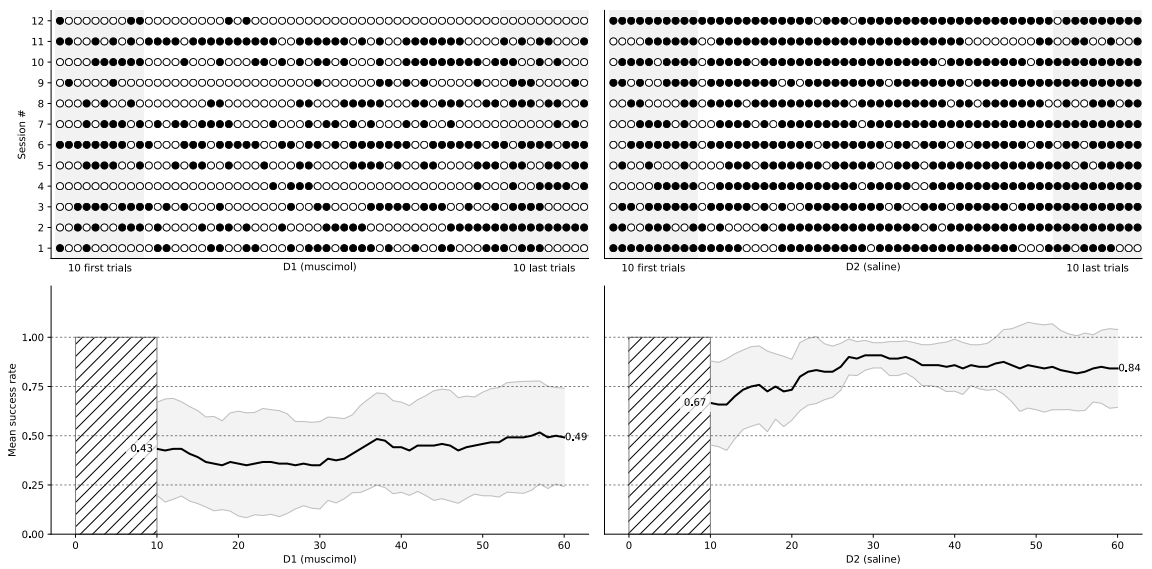 Session #
12
11
10
9
8
7
6
5
4
3
2
1
10 first trials
D1 (muscimol)
10 last trials
10 first trials
D2 (saline)
10 last trials
Mean success rate
1.00
0.75
0.50
0.25
0.00
0.43
0.49
0 10 20 30 40 50 60
D1 (muscimol)
0.67
0.84
0 10 20 30 40 50 60
D2 (saline)